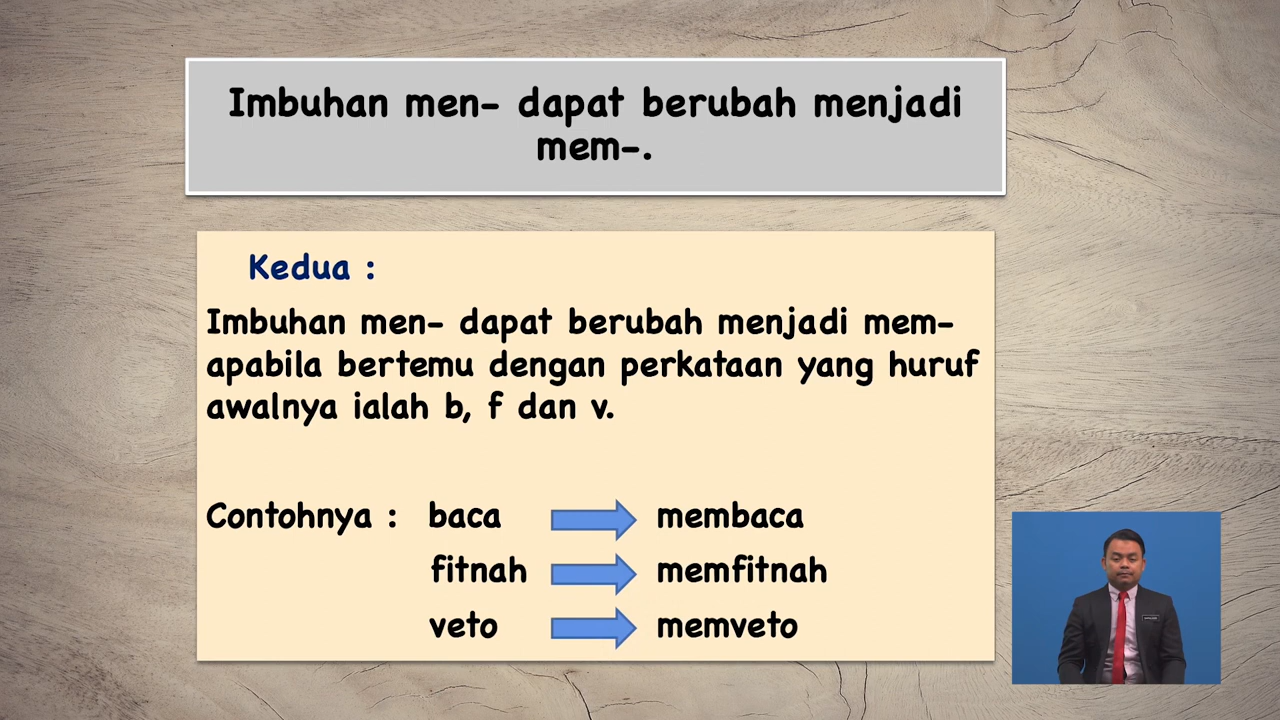 Imbuhan men- dapat berubah menjadi
mem-.
Kedua :
Imbuhan men- dapat berubah menjadi mem-
apabila bertemu dengan perkataan yang huruf
awalnya ialah b, f dan v.
Contohnya : baca membaca
fitnah memfitnah
veto memveto